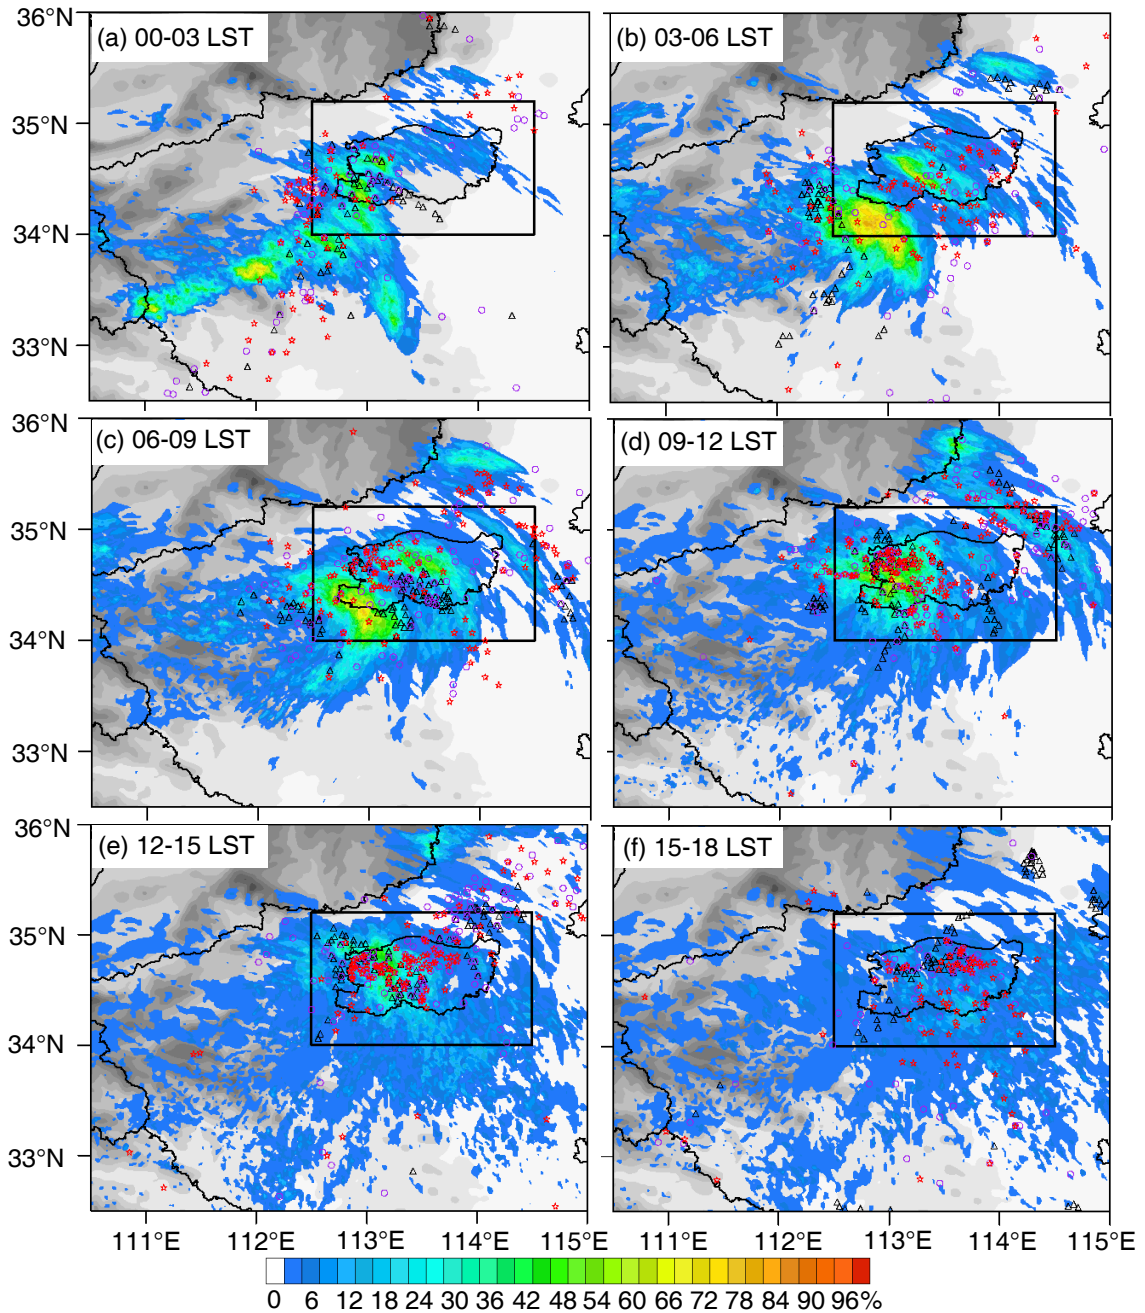 36°N
(a) 00-03 LST
(b) 03-06 LST
35°N
34°N
33°N
36°N
(c) 06-09 LST
(d) 09-12 LST
35°N
34°N
33°N
36°N
(e) 12-15 LST
(f) 15-18 LST
35°N
34°N
33°N
111°E 112°E 113°E 114°E 115°E 111°E 112°E 113°E 114°E 115°E
0 6 12 18 24 30 36 42 48 54 60 66 72 78 84 90 96%